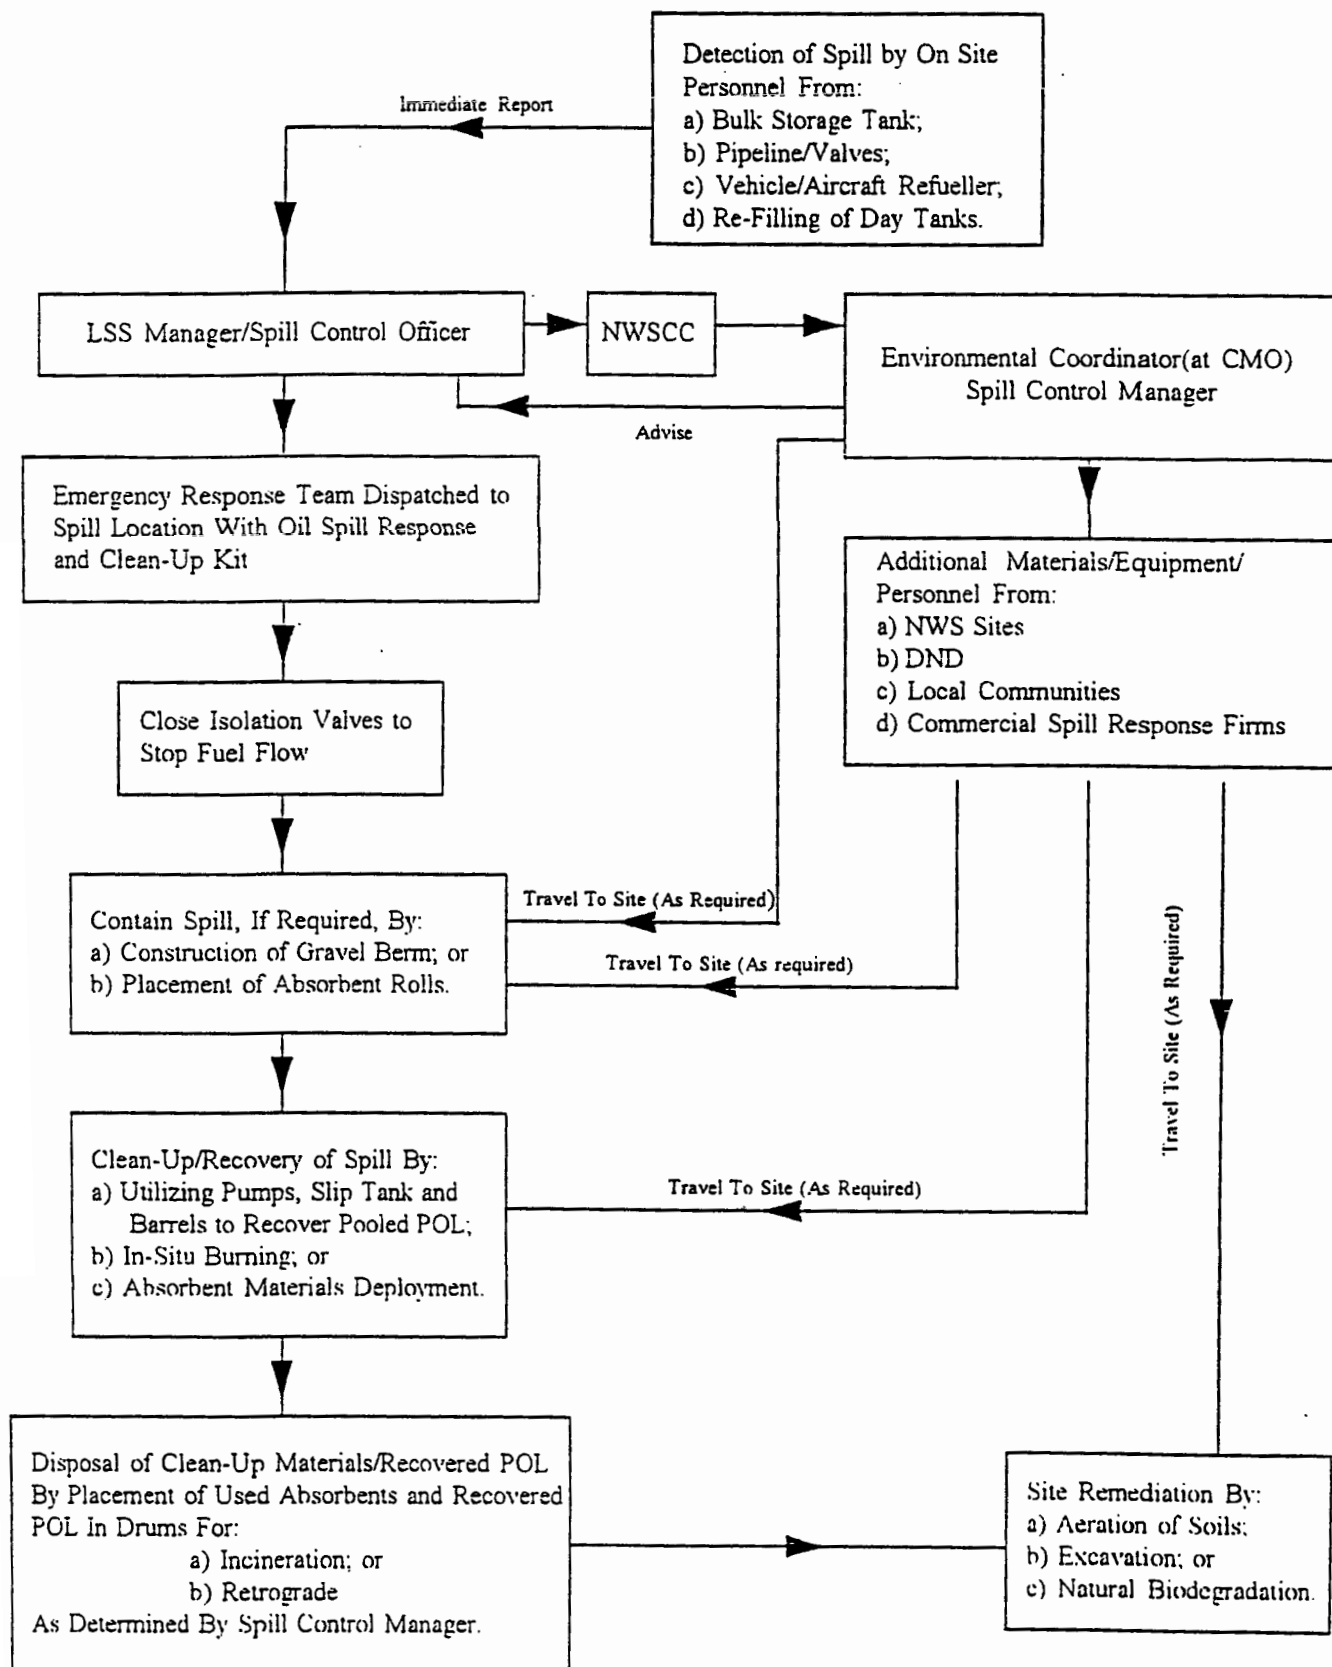 Detection of Spill by On Site
Personnel From:
a) Bulk Storage Tank;
b) Pipeline/Valves;
c) Vehicle/Aircraft Refueller;
d) Re-Filling of Day Tanks.
Immediate Report
LSS Manager/Spill Control Officer
NWSCC
Environmental Coordinator(at CMO)
Spill Control Manager
Advise
Emergency Response Team Dispatched to
Spill Location With Oil Spill Response
and Clean-Up Kit
Additional Materials/Equipment/
Personnel From:
a) NWS Sites
b) DND
c) Local Communities
d) Commercial Spill Response Firms
Close Isolation Valves to
Stop Fuel Flow
Contain Spill, If Required, By:
a) Construction of Gravel Berm; or
b) Placement of Absorbent Rolls.
Travel To Site (As Required)
Travel To Site (As required)
Travel To Site (As Required)
Clean-Up/Recovery of Spill By:
a) Utilizing Pumps, Slip Tank and
Barrels to Recover Pooled POL;
b) In-Situ Burning; or
c) Absorbent Materials Deployment.
Travel To Site (As Required)
Disposal of Clean-Up Materials/Recovered POL
By Placement of Used Absorbents and Recovered
POL In Drums For:
a) Incineration; or
b) Retrograde
As Determined By Spill Control Manager.
Site Remediation By:
a) Aeration of Soils;
b) Excavation; or
c) Natural Biodegradation.